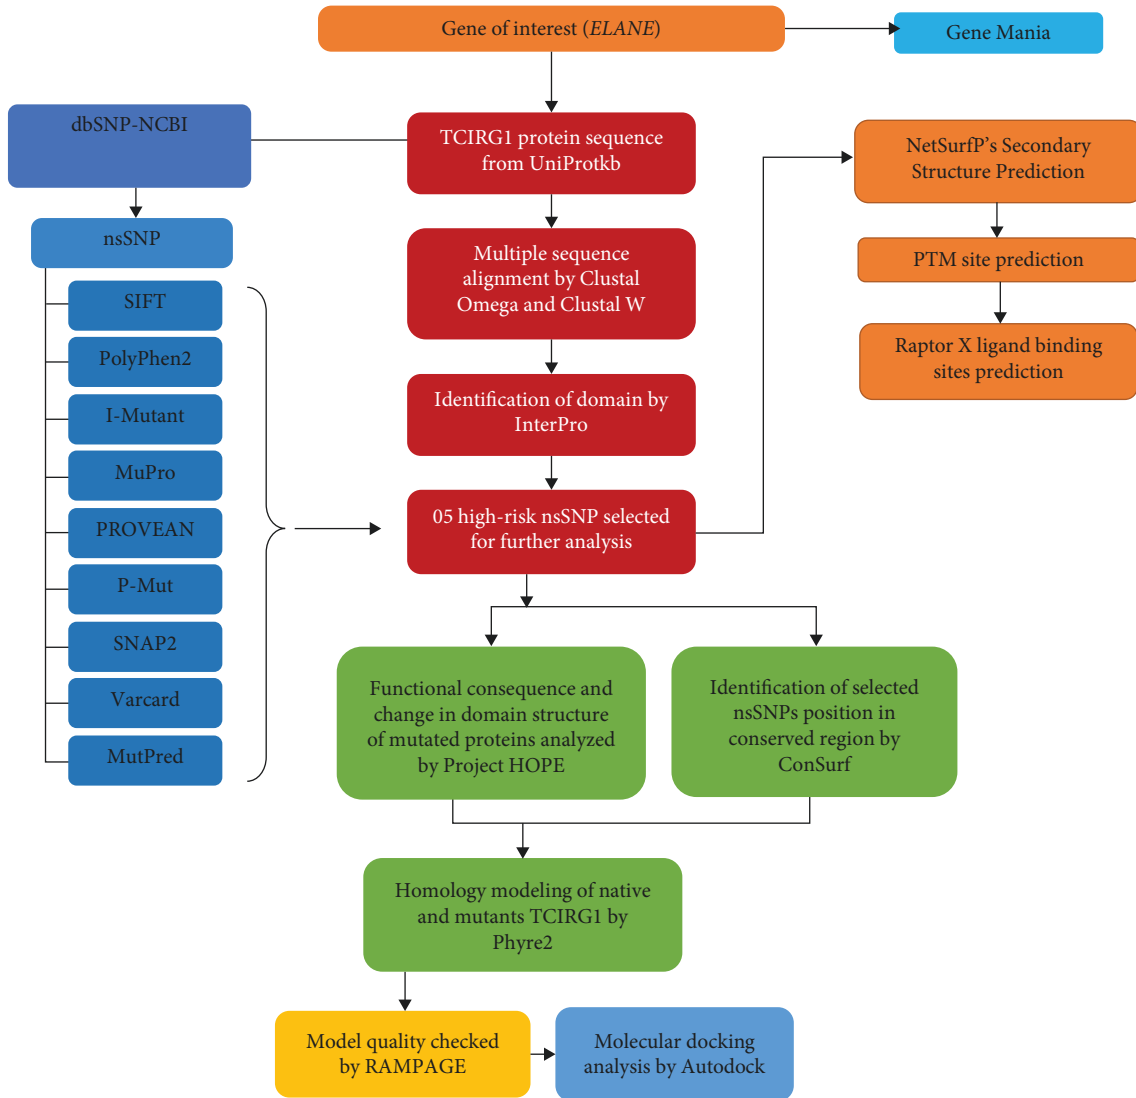 Gene of interest (ELANE)
Gene Mania
dbSNP-NCBI
TCIRG1 protein sequence
from UniProtkb
NetSurfP's Secondary
Structure Prediction
nsSNP
Multiple sequence
alignment by Clustal
Omega and Clustal W
PTM site prediction
Raptor X ligand binding
sites prediction
SIFT
PolyPhen2
I-Mutant
MuPro
PROVEAN
P-Mut
SNAP2
Varcard
MutPred
Identification of domain by
InterPro
05 high-risk nsSNP selected
for further analysis
Functional consequence and
change in domain structure
of mutated proteins analyzed
by Project HOPE
Identification of selected
nsSNPs position in
conserved region by
ConSurf
Homology modeling of native
and mutants TCIRG1 by
Phyre2
Model quality checked
by RAMPAGE
Molecular docking
analysis by Autodock